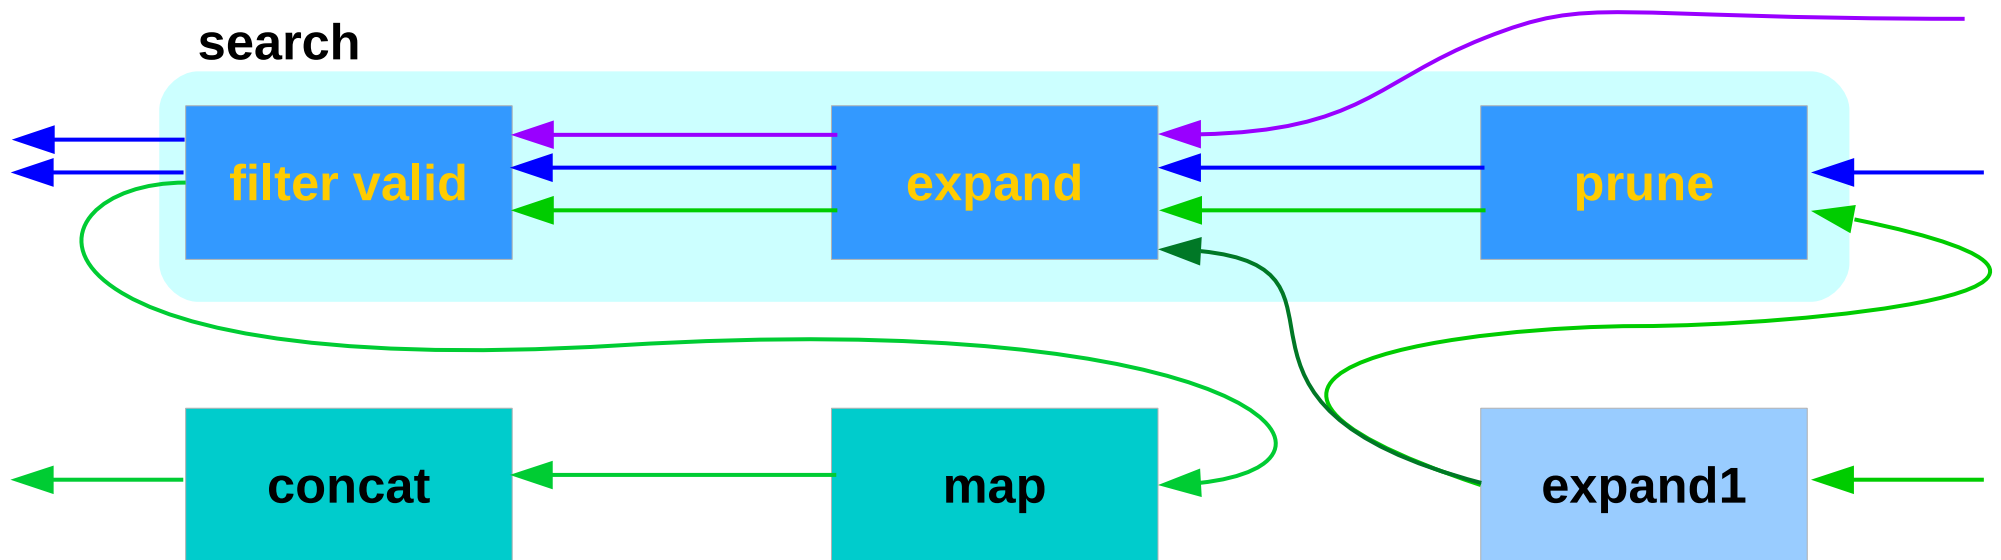 search
filter valid
expand
prune
concat
map
expand1